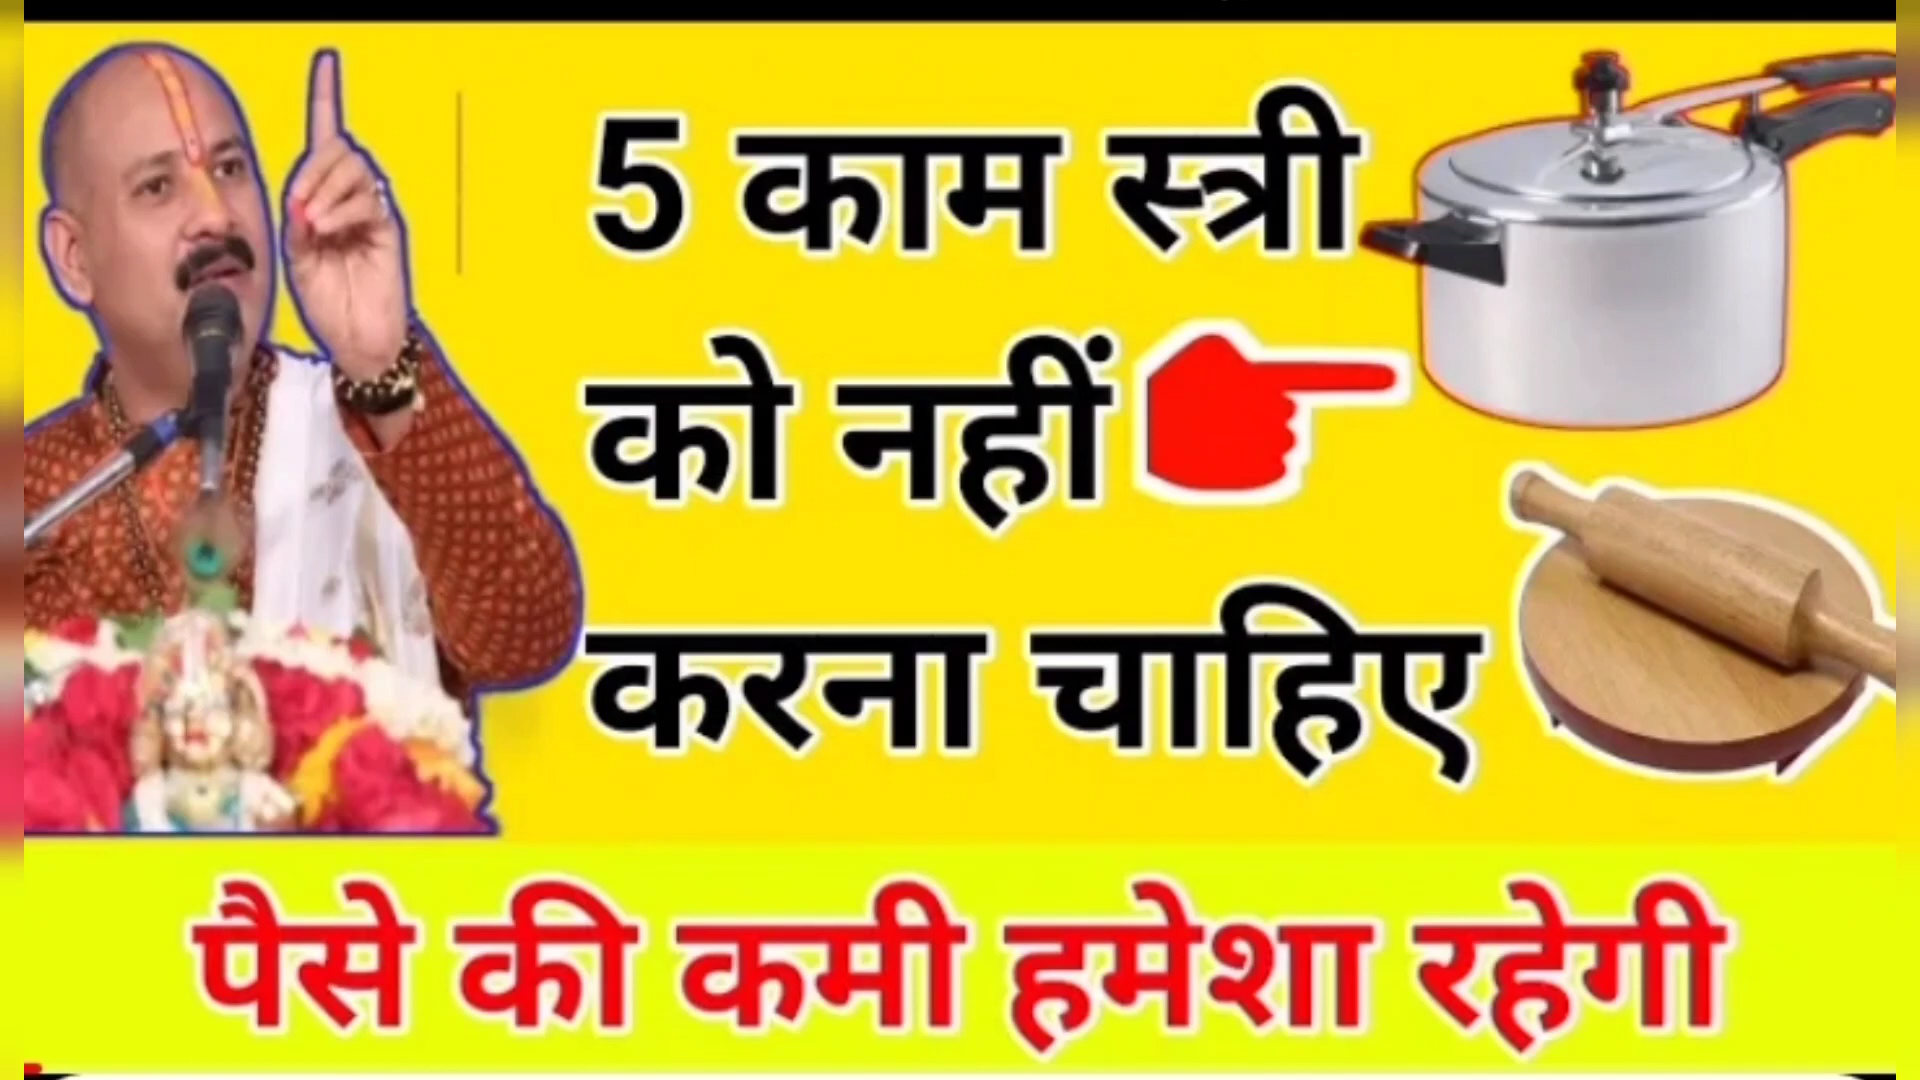 5 काम स्त्री
को नहीं
करना चाहिए
पैसे की कमी हमेशा रहेगी